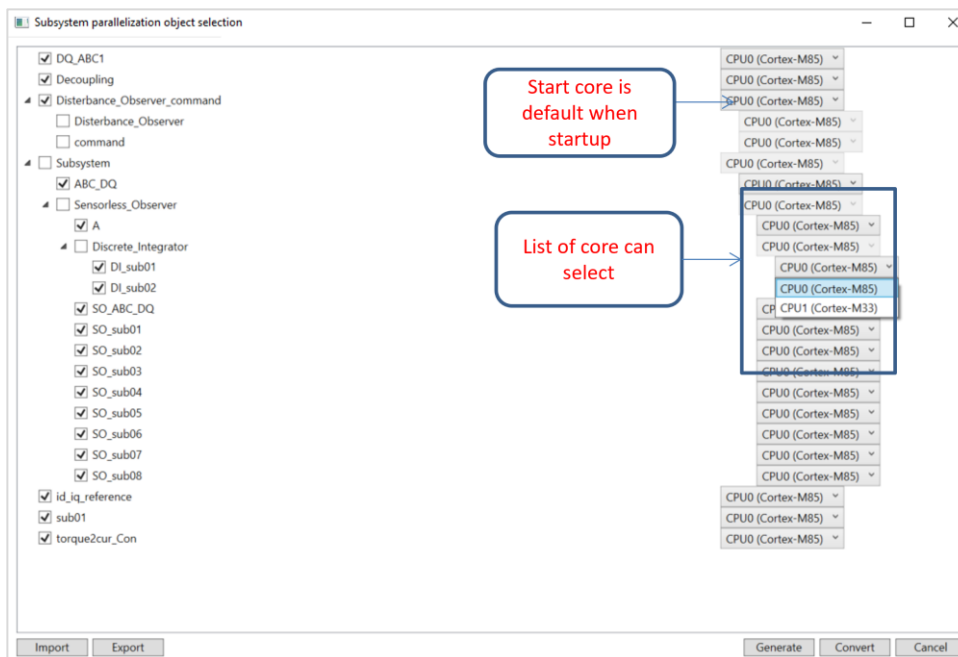 Subsystem parallelization object selection
DQ_ABC1 CPU0 (Cortex-M85)
Decoupling CPU0 (Cortex-M85)
Disterbance_Observer_command CPU0 (Cortex-M85)
Start core is
default when
startup
Disterbance_Observer CPU0 (Cortex-M85)
command CPU0 (Cortex-M85)
Subsystem CPU0 (Cortex-M85)
ABC_DQ CPU0 (Cortex-M85)
Sensorless_Observer CPU0 (Cortex-M85)
A CPU0 (Cortex-M85)
List of core can
select
Discrete_Integrator CPU0 (Cortex-M85)
DI_sub01 CPU0 (Cortex-M85)
DI_sub02 CPU0 (Cortex-M85)
SO_ABC_DQ CPU1 (Cortex-M33)
SO_sub01 CPU0 (Cortex-M85)
SO_sub02 CPU0 (Cortex-M85)
SO_sub03 CPU0 (Cortex-M85)
SO_sub04 CPU0 (Cortex-M85)
SO_sub05 CPU0 (Cortex-M85)
SO_sub06 CPU0 (Cortex-M85)
SO_sub07 CPU0 (Cortex-M85)
SO_sub08 CPU0 (Cortex-M85)
id_iq_reference CPU0 (Cortex-M85)
sub01 CPU0 (Cortex-M85)
torque2cur_Con CPU0 (Cortex-M85)
Import Export Generate Convert Cancel